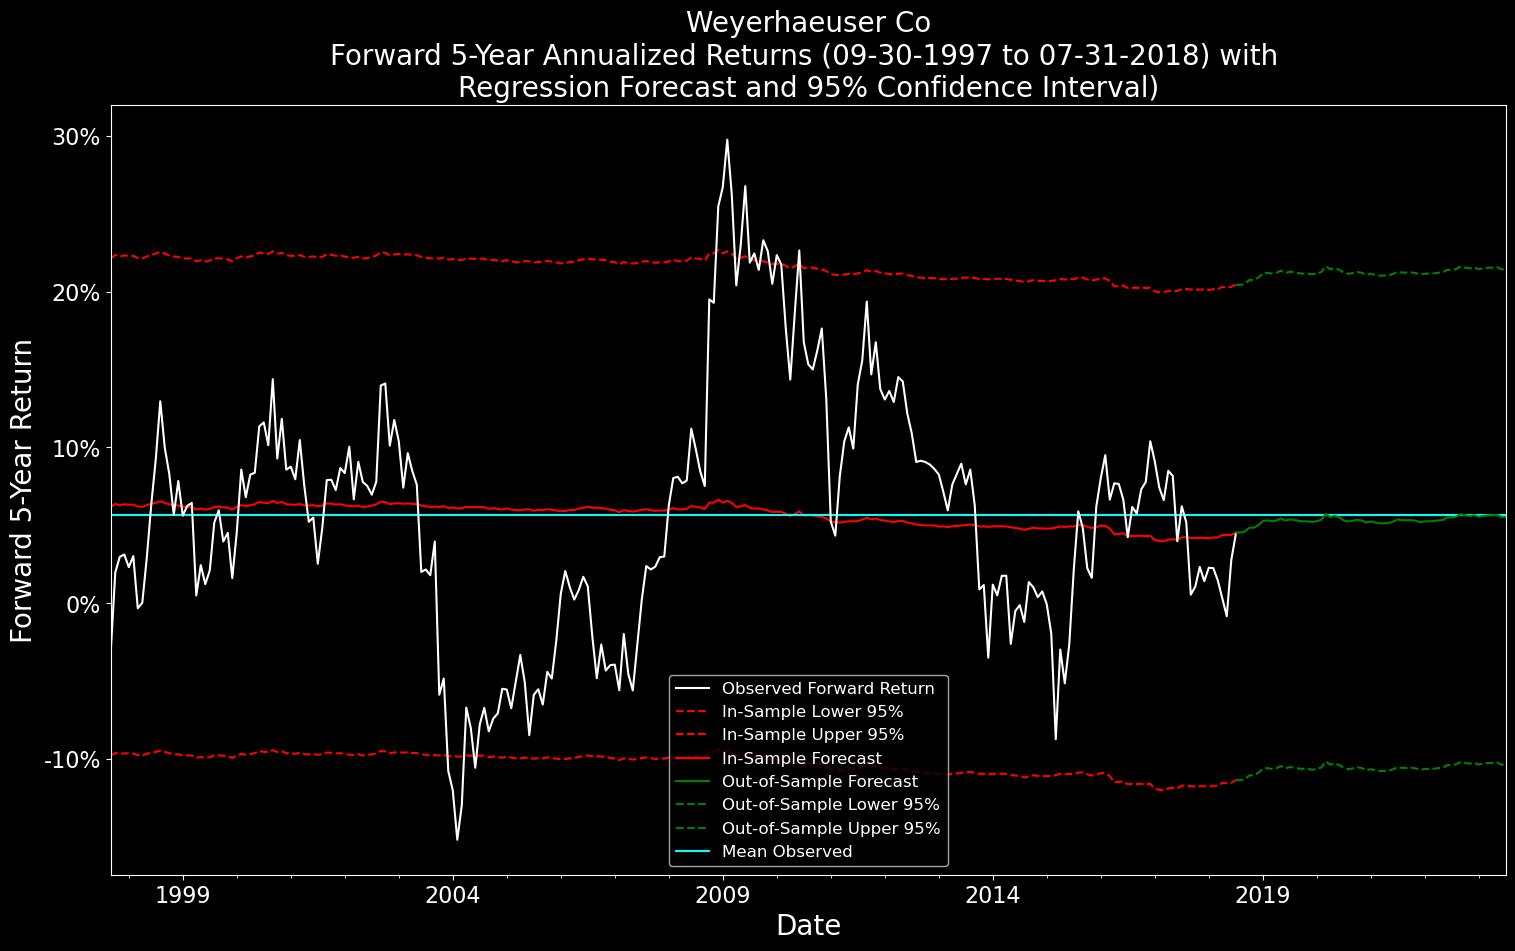 Weyerhaeuser Co
Forward 5-Year Annualized Returns (09-30-1997 to 07-31-2018) with
Regression Forecast and 95% Confidence Interval)
30%
20%
10%
0%
-10%
Forward 5-Year Return
Observed Forward Return
In-Sample Lower 95%
In-Sample Upper 95%
In-Sample Forecast
Out-of-Sample Forecast
Out-of-Sample Lower 95%
Out-of-Sample Upper 95%
Mean Observed
1999 2004 2009 2014 2019
Date